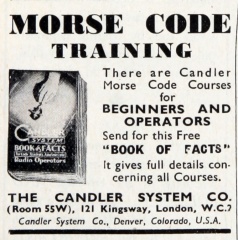 MORSE CODE
TRAINING
There are Candler
Morse Code Courses
for
BEGINNERS AND
OPERATORS
Send for this Free
"BOOK OF FACTS"
It gives full details con-
cerning all Courses.
CANDLER
SYSTEM
BOOK of FACTS
Radio Operators
THE CANDLER SYSTEM CO.
(Room 55W), 121 Kingsway, London, W.C.2
Candler System Co., Denver, Colorado, U.S.A.